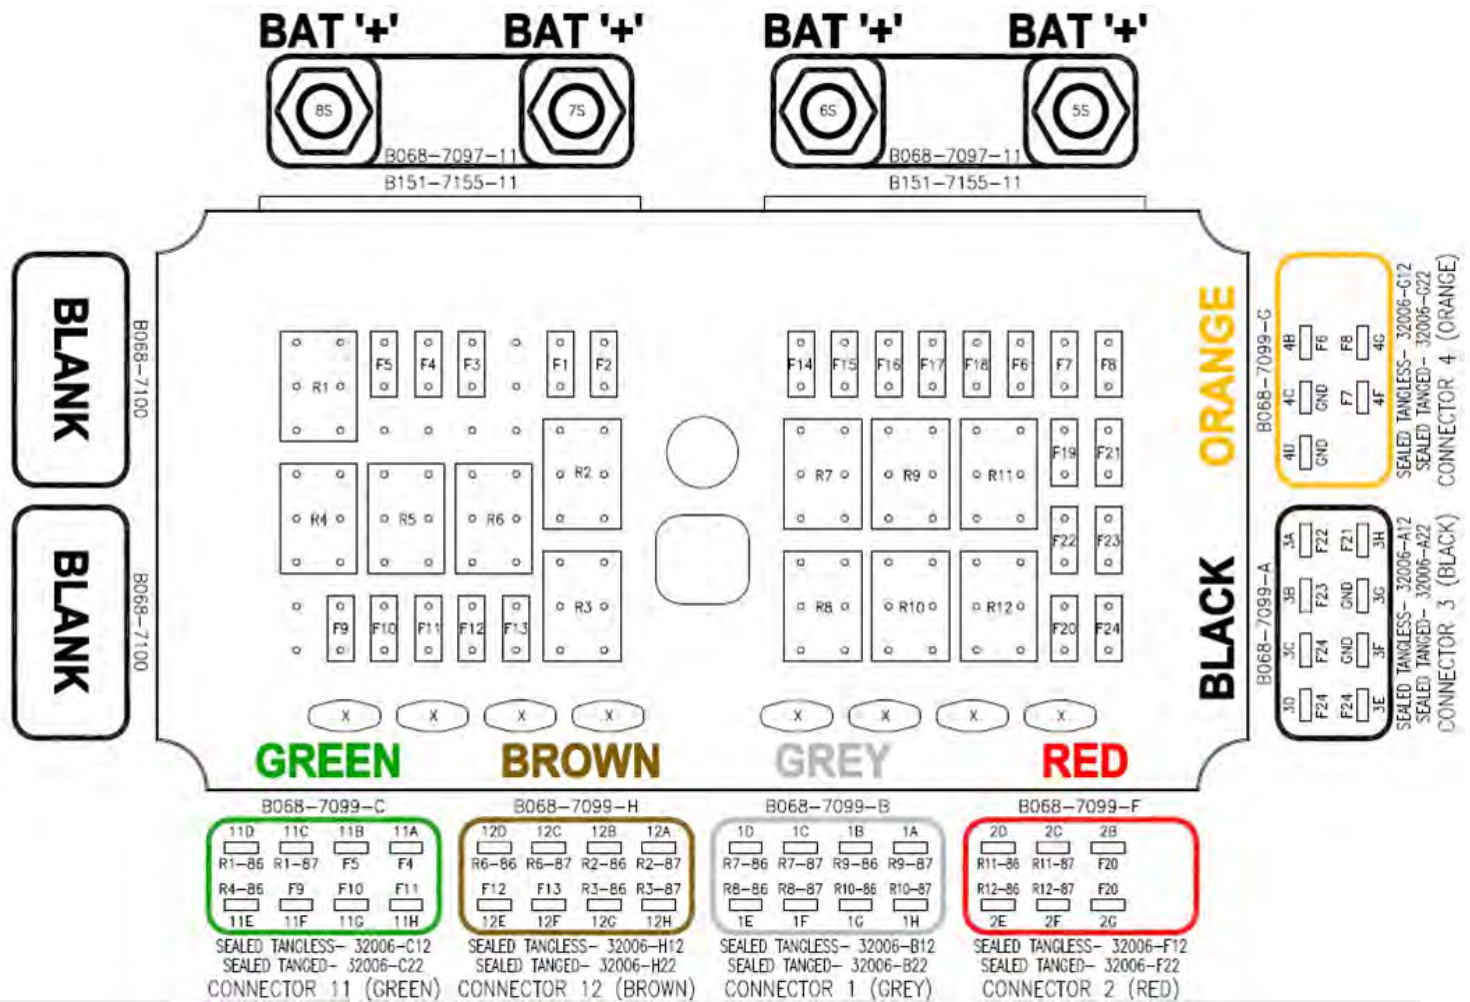 BAT '+' BAT '+' BAT '+' BAT '+'
8S 7S 6S 5S
B068-7097-11 B068-7097-11
B151-7155-11 B151-7155-11
BLANK
B068-7100
BLANK
B068-7100
R1 F5 F4 F3 F1 F2
R2
R4 R5 R6
R3
F9 F10 F11 F12 F13
X X X X
F14 F15 F16 F17 F18 F6 F7 F8
R7 R9 R11 F19 F21
F22 F23
R8 R10 R12 F20 F24
X X X X
ORANGE
B068-7099-G
4B F6 F8 4G
4C GND F7 4F
4D GND
SEALED TANGLESS- 32006-G12
SEALED TANGED- 32006-G22
CONNECTOR 4 (ORANGE)
BLACK
B068-7099-A
3A F22 F21 3H
3B F23 GND 3G
3C F24 GND 3F
3D F24 F24 3E
SEALED TANGLESS- 32006-A12
SEALED TANGED- 32006-A22
CONNECTOR 3 (BLACK)
GREEN BROWN GREY RED
B068-7099-C
11D 11C 11B 11A
R1-86 R1-87 F5 F4
R4-86 F9 F10 F11
11E 11F 11G 11H
SEALED TANGLESS- 32006-C12
SEALED TANGED- 32006-C22
CONNECTOR 11 (GREEN)
B068-7099-H
12D 12C 12B 12A
R6-86 R6-87 R2-86 R2-87
F12 F13 R3-86 R3-87
12E 12F 12G 12H
SEALED TANGLESS- 32006-H12
SEALED TANGED- 32006-H22
CONNECTOR 12 (BROWN)
B068-7099-B
1D 1C 1B 1A
R7-86 R7-87 R9-86 R9-87
R8-86 R8-87 R10-86 R10-87
1E 1F 1G 1H
SEALED TANGLESS- 32006-B12
SEALED TANGED- 32006-B22
CONNECTOR 1 (GREY)
B068-7099-F
2D 2C 2B
R11-86 R11-87 F20
R12-86 R12-87 F20
2E 2F 2G
SEALED TANGLESS- 32006-F12
SEALED TANGED- 32006-F22
CONNECTOR 2 (RED)